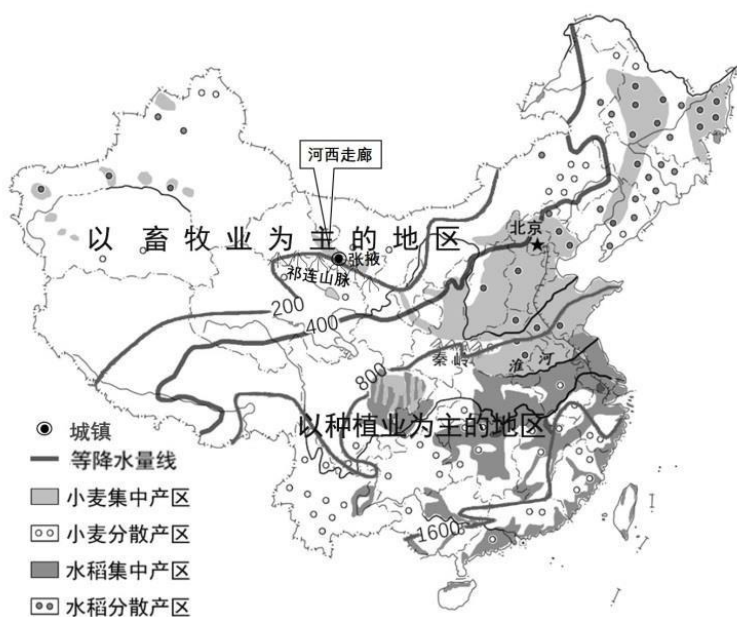 河西走廊
北京
以畜牧业为主的地区
张掖
祁连山脉
200
400
秦岭
淮河
800
以种植业为主的地区
1600
城镇
等降水量线
小麦集中产区
小麦分散产区
水稻集中产区
水稻分散产区